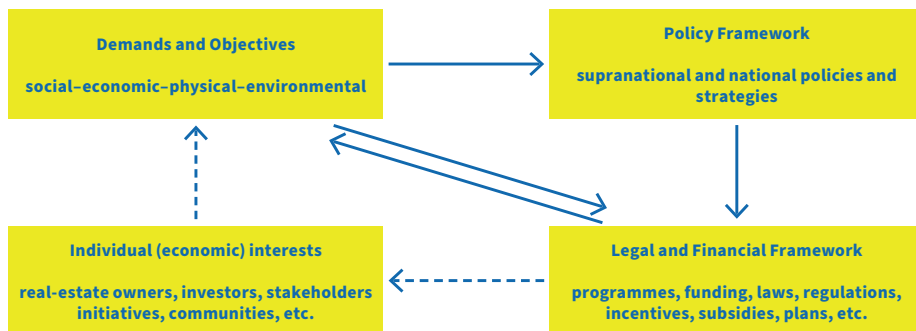 Demands and Objectives
social–economic–physical–environmental
Policy Framework
supranational and national policies and
strategies
Individual (economic) interests
real-estate owners, investors, stakeholders
initiatives, communities, etc.
Legal and Financial Framework
programmes, funding, laws, regulations,
incentives, subsidies, plans, etc.